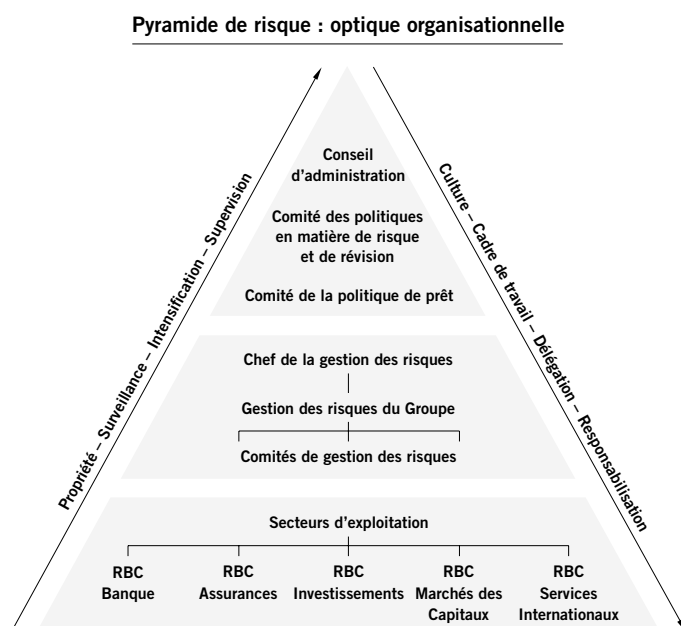 Pyramide de risque : optique organisationnelle
Propriété – Surveillance – Intensification – Supervision
Culture – Cadre de travail – Délégation – Responsabilisation
Conseil
d'administration
Comité des politiques
en matière de risque
et de révision
Comité de la politique de prêt
Chef de la gestion des risques
Gestion des risques du Groupe
Comités de gestion des risques
Secteurs d'exploitation
RBC
Banque
RBC
Assurances
RBC
Investissements
RBC
Marchés des
Capitaux
RBC
Services
Internationaux